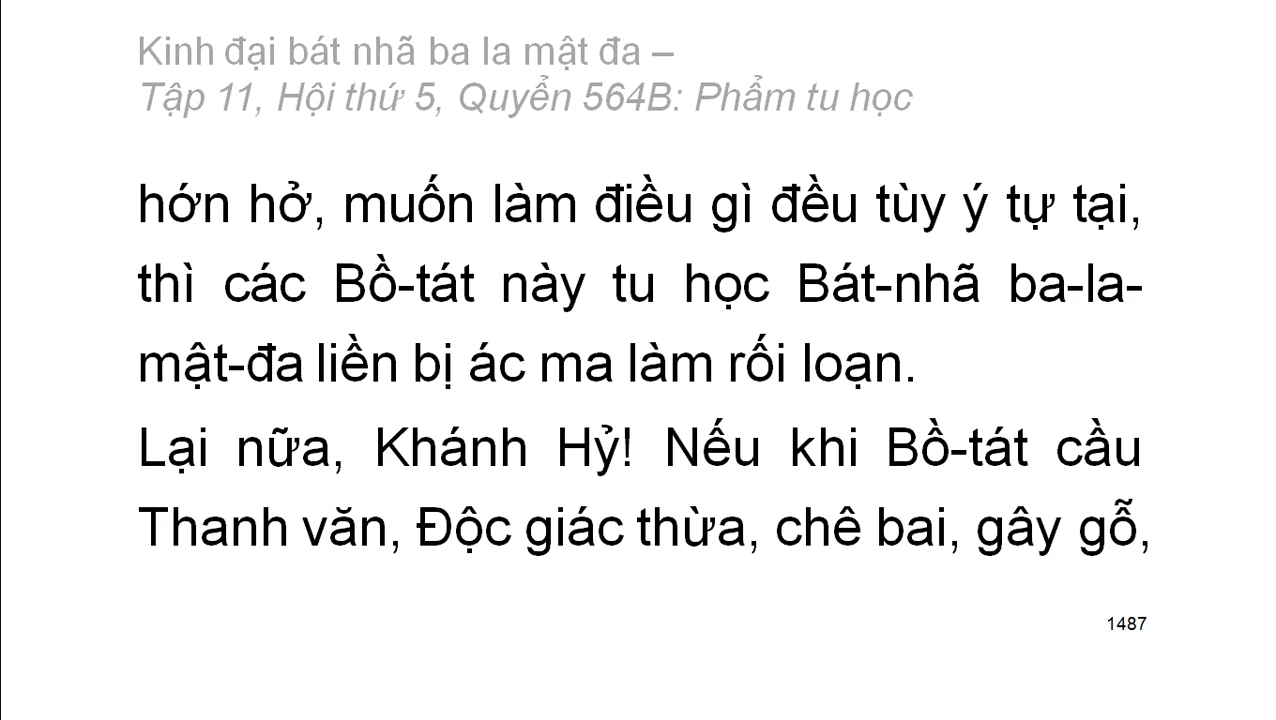 Kinh đại bát nhã ba la mật đa –
Tập 11, Hội thứ 5, Quyển 564B: Phẩm tu học
hớn hở, muốn làm điều gì đều tùy ý tự tại,
thì các Bồ-tát này tu học Bát-nhã ba-la-
mật-đa liền bị ác ma làm rối loạn.
Lại nữa, Khánh Hỷ! Nếu khi Bồ-tát cầu
Thanh văn, Độc giác thừa, chê bai, gây gỗ,
1487